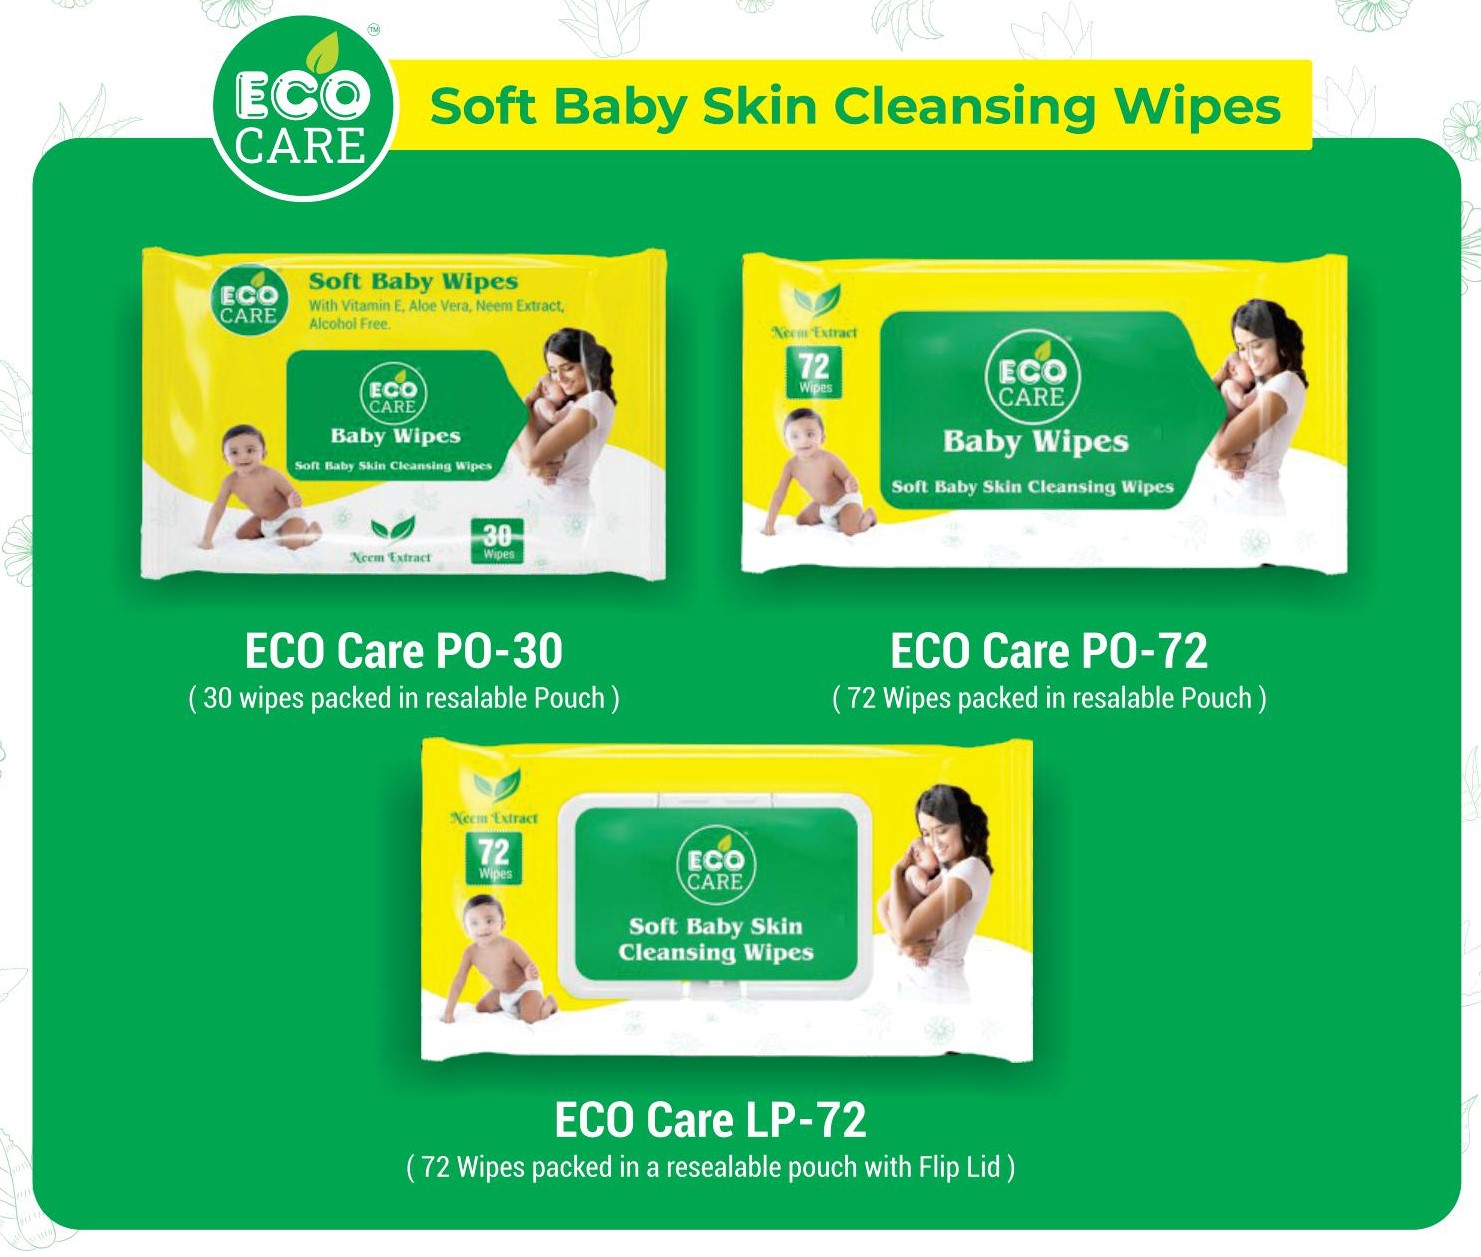 ECO
CARE
TM
Soft Baby Skin Cleansing Wipes
ECO
CARE
Soft Baby Wipes
With Vitamin E, Aloe Vera, Neem Extract,
Alcohol Free.
ECO
CARE
Baby Wipes
Soft Baby Skin Cleansing Wipes
Neem Extract
30
Wipes
Neem Extract
72
Wipes
ECO
CARE
Baby Wipes
Soft Baby Skin Cleansing Wipes
ECO Care PO-30
( 30 wipes packed in resalable Pouch )
ECO Care PO-72
( 72 Wipes packed in resalable Pouch )
Neem Extract
72
Wipes
ECO
CARE
Soft Baby Skin
Cleansing Wipes
ECO Care LP-72
( 72 Wipes packed in a resealable pouch with Flip Lid )